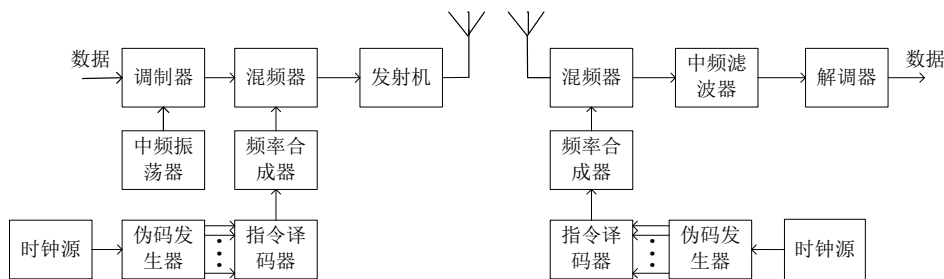 数据
调制器
混频器
发射机
混频器
中频滤
波器
解调器
数据
中频振
荡器
频率合
成器
频率合
成器
时钟源
伪码发
生器
指令译
码器
指令译
码器
伪码发
生器
时钟源